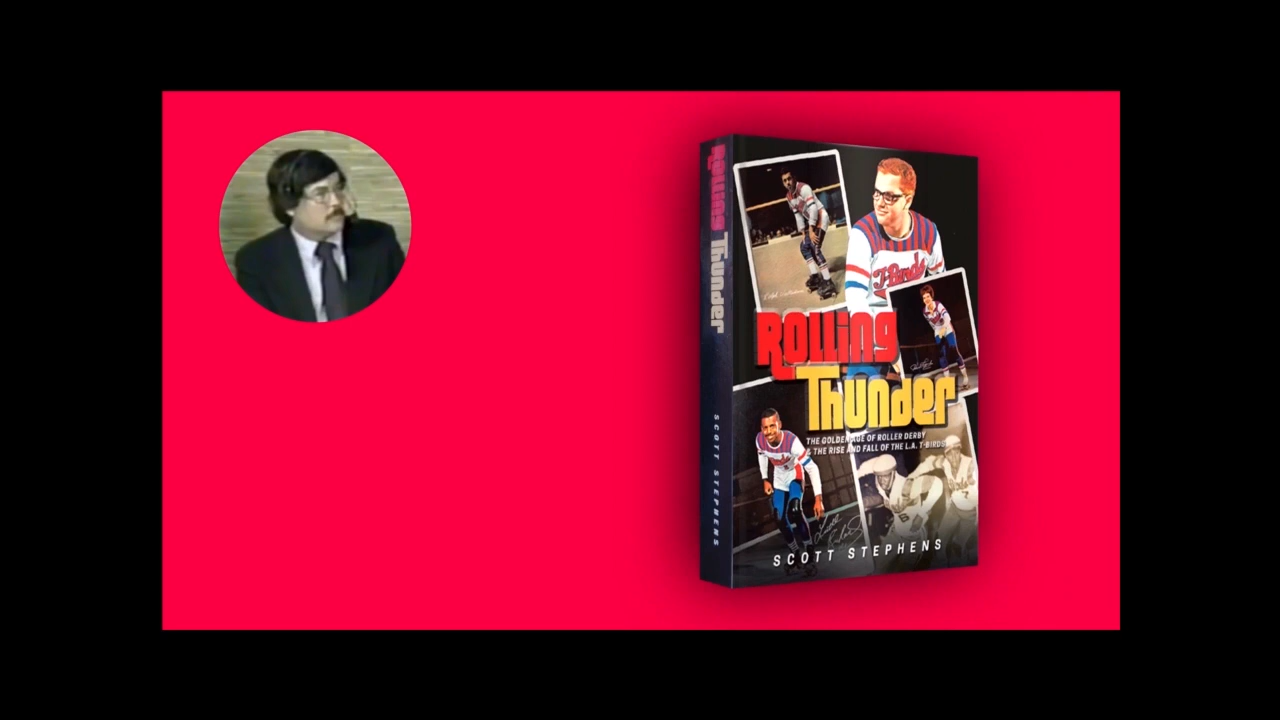 Rolling Thunder
SCOTT STEPHENS
T-Birds
Rolling
Thunder
THE GOLDEN AGE OF ROLLER DERBY
& THE RISE AND FALL OF THE L.A. T-BIRDS
SCOTT STEPHENS